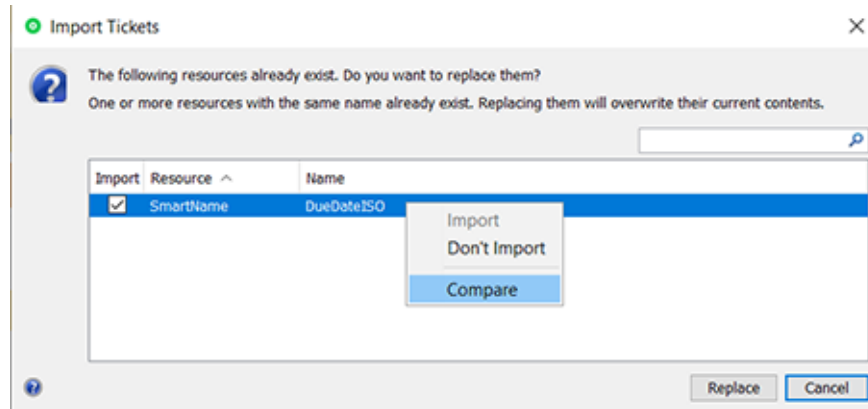 Import Tickets
The following resources already exist. Do you want to replace them?
One or more resources with the same name already exist. Replacing them will overwrite their current contents.
Import Resource Name
SmartName DueDateISO
Import
Don't Import
Compare
Replace Cancel